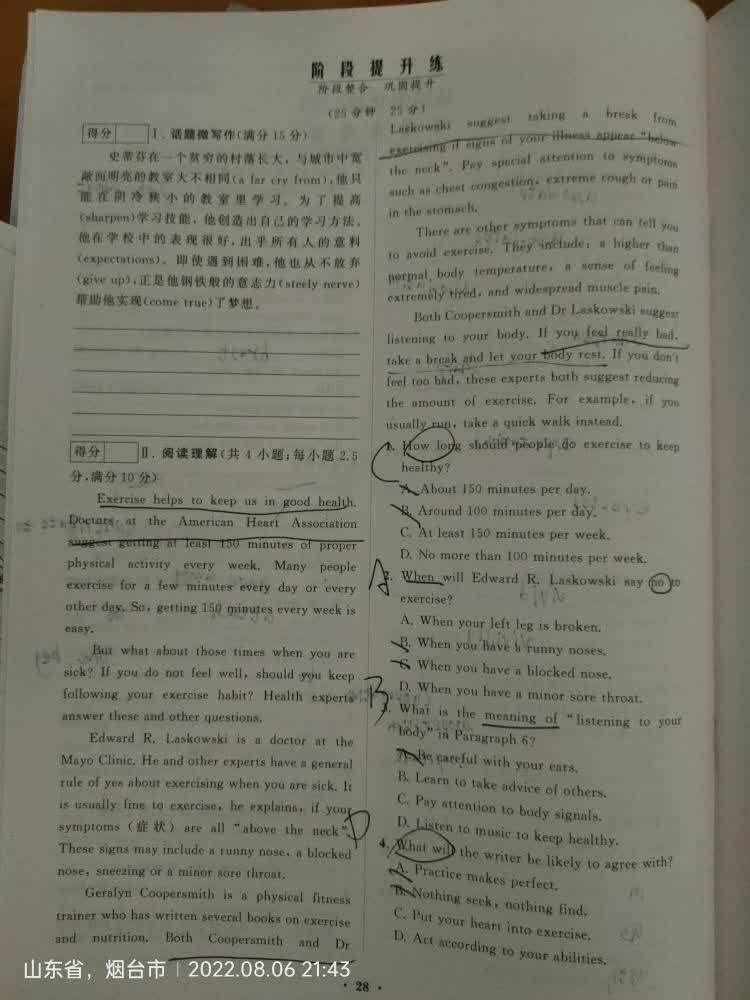 阶段提升练
阶段整合 巩固提升
(25分钟 25分)
得分
Ⅰ. 话题微写作(满分15分)
史蒂芬在一个贫穷的村落长大,与城市中宽
敞而明亮的教室大不相同(a far cry from),他只
能在阴冷狭小的教室里学习。为了提高
(sharpen)学习技能,他创造出自己的学习方法。
他在学校中的表现很好,出乎所有人的意料
(expectations)。即使遇到困难,他也从不放弃
(give up),正是他钢铁般的意志力(steely nerve)
帮助他实现(come true)了梦想。
得分
Ⅱ. 阅读理解(共4小题;每小题2.5
分,满分10分)
Exercise helps to keep us in good health.
Doctors at the American Heart Association
suggest getting at least 150 minutes of proper
physical activity every week. Many people
exercise for a few minutes every day or every
other day. So, getting 150 minutes every week is
easy.
But what about those times when you are
sick? If you do not feel well, should you keep
following your exercise habit? Health experts
answer these and other questions.
Edward R. Laskowski is a doctor at the
Mayo Clinic. He and other experts have a general
rule of yes about exercising when you are sick. It
is usually fine to exercise, he explains, if your
symptoms (症状) are all "above the neck".
These signs may include a runny nose, a blocked
nose, sneezing or a minor sore throat.
Geralyn Coopersmith is a physical fitness
trainer who has written several books on exercise
and nutrition. Both Coopersmith and Dr
Laskowski suggest taking a break from
exercising if signs of your illness appear "below
the neck". Pay special attention to symptoms
such as chest congestion, extreme cough or pain
in the stomach.
There are other symptoms that can tell you
to avoid exercise. They include: a higher than
normal body temperature, a sense of feeling
extremely tired, and widespread muscle pain.
Both Coopersmith and Dr Laskowski suggest
listening to your body. If you feel really bad,
take a break and let your body rest. If you don't
feel too bad, these experts both suggest reducing
the amount of exercise. For example, if you
usually run, take a quick walk instead.
C
1. How long should people do exercise to keep
healthy?
A. About 150 minutes per day.
B. Around 100 minutes per day.
C. At least 150 minutes per week.
D. No more than 100 minutes per week.
A
2. When will Edward R. Laskowski say no to
exercise?
A. When your left leg is broken.
B. When you have a runny noses.
C. When you have a blocked nose.
D. When you have a minor sore throat.
B
3. What is the meaning of "listening to your
body" in Paragraph 6?
A. Be careful with your ears.
B. Learn to take advice of others.
C. Pay attention to body signals.
D. Listen to music to keep healthy.
D
4. What will the writer be likely to agree with?
A. Practice makes perfect.
B. Nothing seek, nothing find.
C. Put your heart into exercise.
D. Act according to your abilities.
山东省,烟台市 | 2022.08.06 21:43
· 28 ·